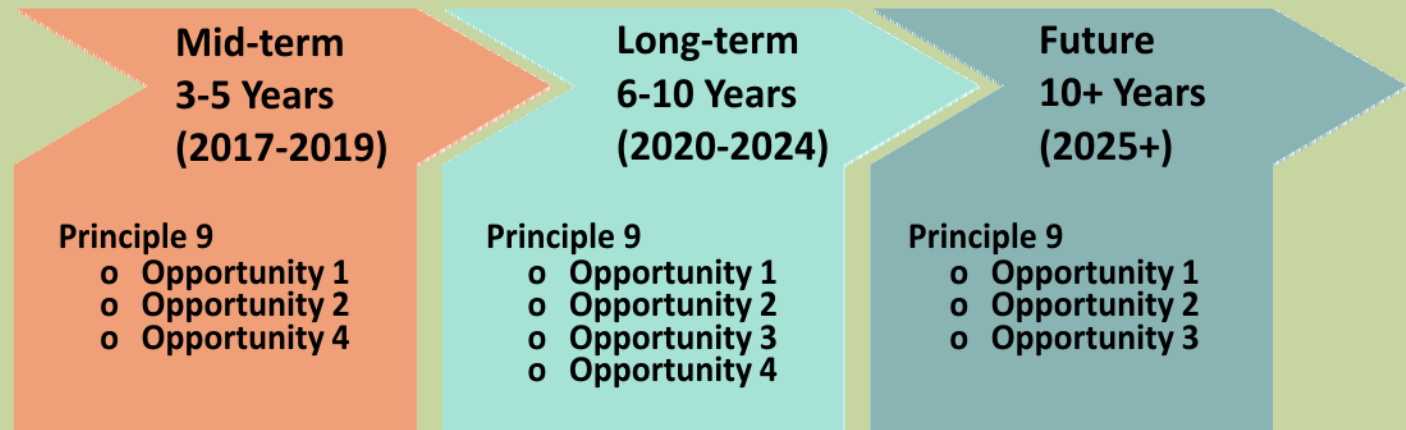 Mid-term
3-5 Years
(2017-2019)
Principle 9
o Opportunity 1
o Opportunity 2
o Opportunity 4
Long-term
6-10 Years
(2020-2024)
Principle 9
o Opportunity 1
o Opportunity 2
o Opportunity 3
o Opportunity 4
Future
10+ Years
(2025+)
Principle 9
o Opportunity 1
o Opportunity 2
o Opportunity 3